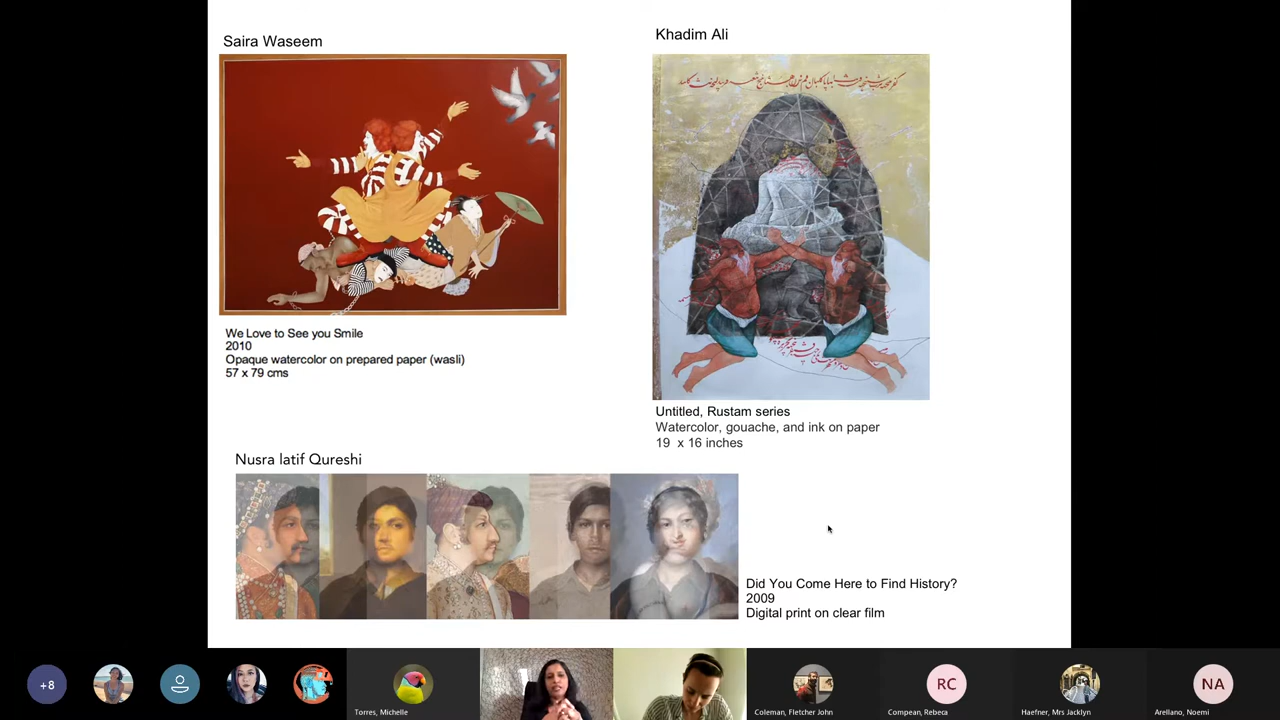 Saira Waseem
We Love to See you Smile
2010
Opaque watercolor on prepared paper (wasli)
57 x 79 cms
Khadim Ali
Untitled, Rustam series
Watercolor, gouache, and ink on paper
19 x 16 inches
Nusra latif Qureshi
Did You Come Here to Find History?
2009
Digital print on clear film
+8
Torres, Michelle
Coleman, Fletcher John
RC
Compean, Rebeca
Haefner, Mrs Jacklyn
NA
Arellano, Noemi